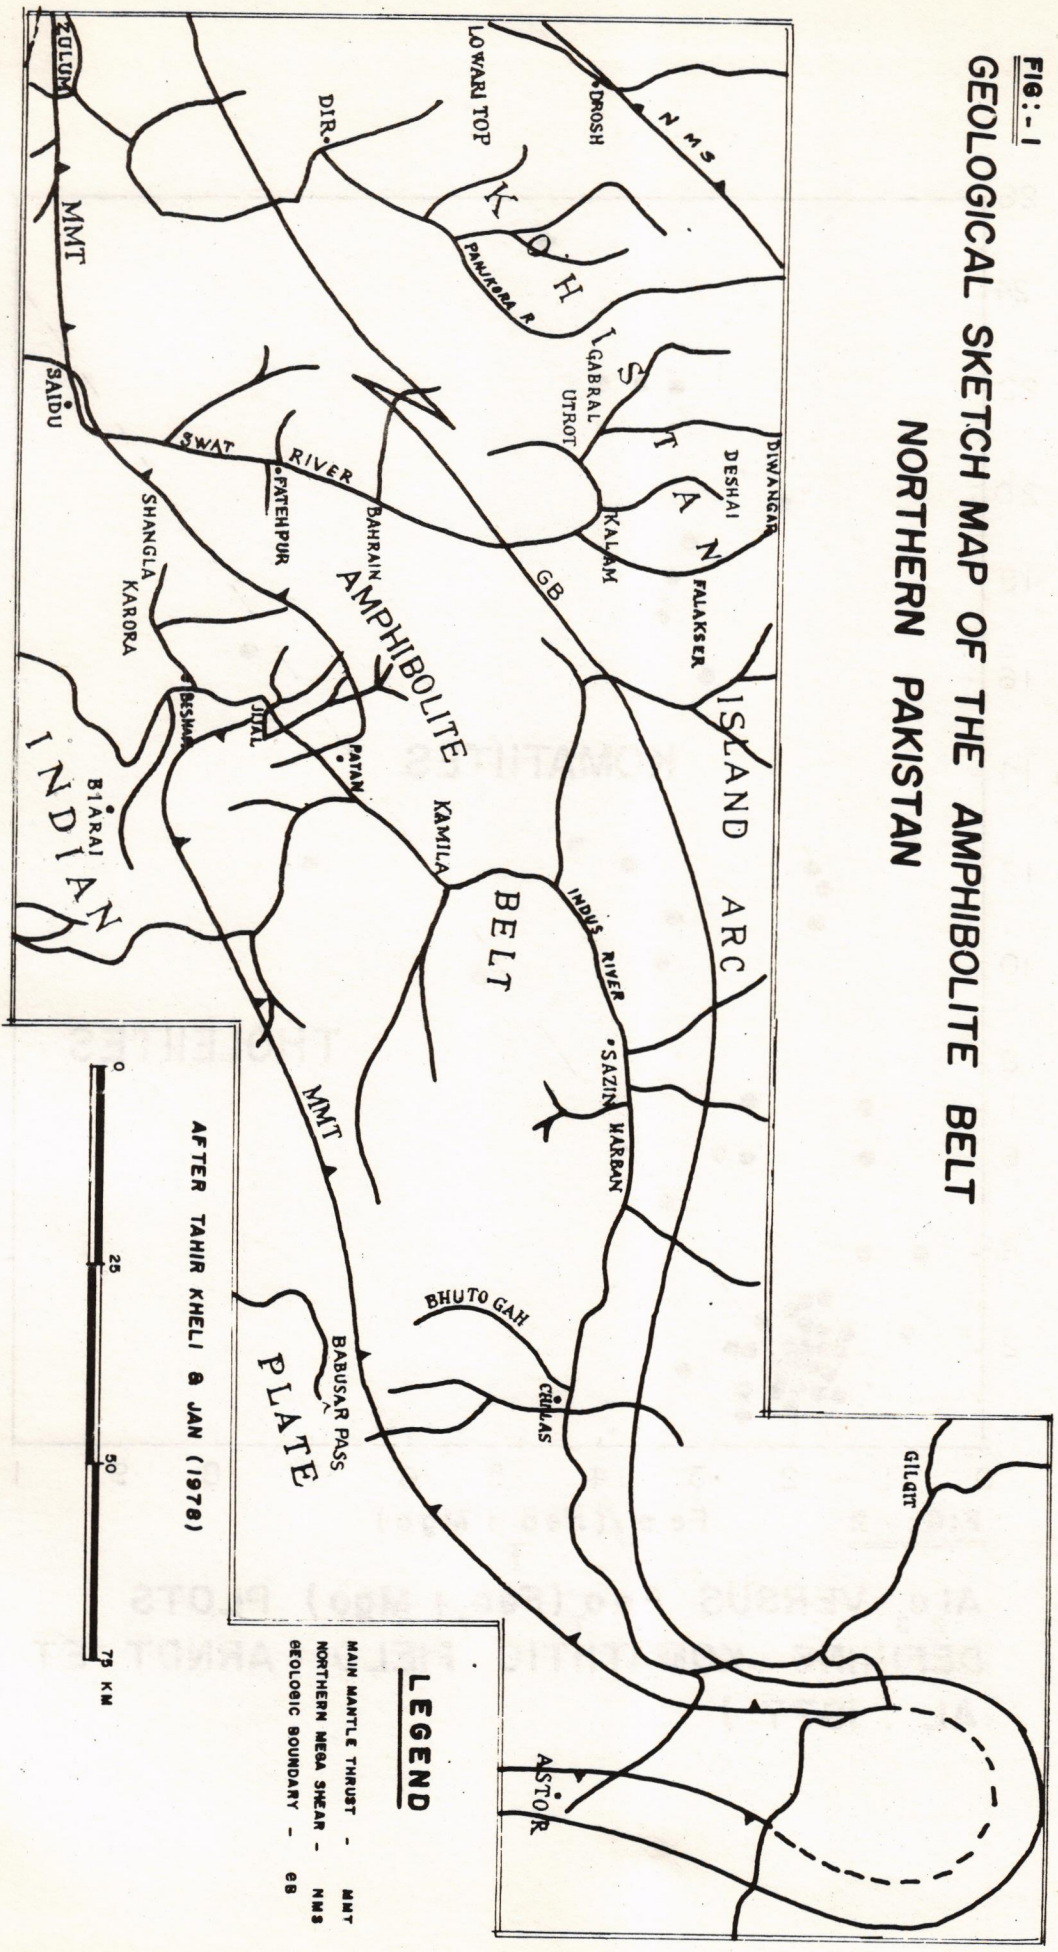 FIG:- 1
GEOLOGICAL SKETCH MAP OF THE AMPHIBOLITE BELT
NORTHERN PAKISTAN
DROSH
NMS
LOWARI TOP
DIR
ZULUM
MMT
KOHISTAN
PANJKORA R
GABRAL
UTROT
DESHAI
DIWANGAR
KALAM
FALAKSER
SAIDU
SWAT RIVER
FATEHPUR
BAHRAIN
SHANGLA
KARORA
GB
AMPHIBOLITE
BELT
ISLAND ARC
BESHAM
JIJAL
PATAN
KAMILA
BIARAI
INDIAN
PLATE
INDUS RIVER
SAZIN
HARBAN
MMT
BHUTO GAH
CHILAS
BABUSAR PASS
GILGIT
ASTOR
0 25 50 75 KM
AFTER TAHIR KHELI & JAN (1978)
LEGEND
MAIN MANTLE THRUST - MMT
NORTHERN MEGA SHEAR - NMS
GEOLOGIC BOUNDARY - GB